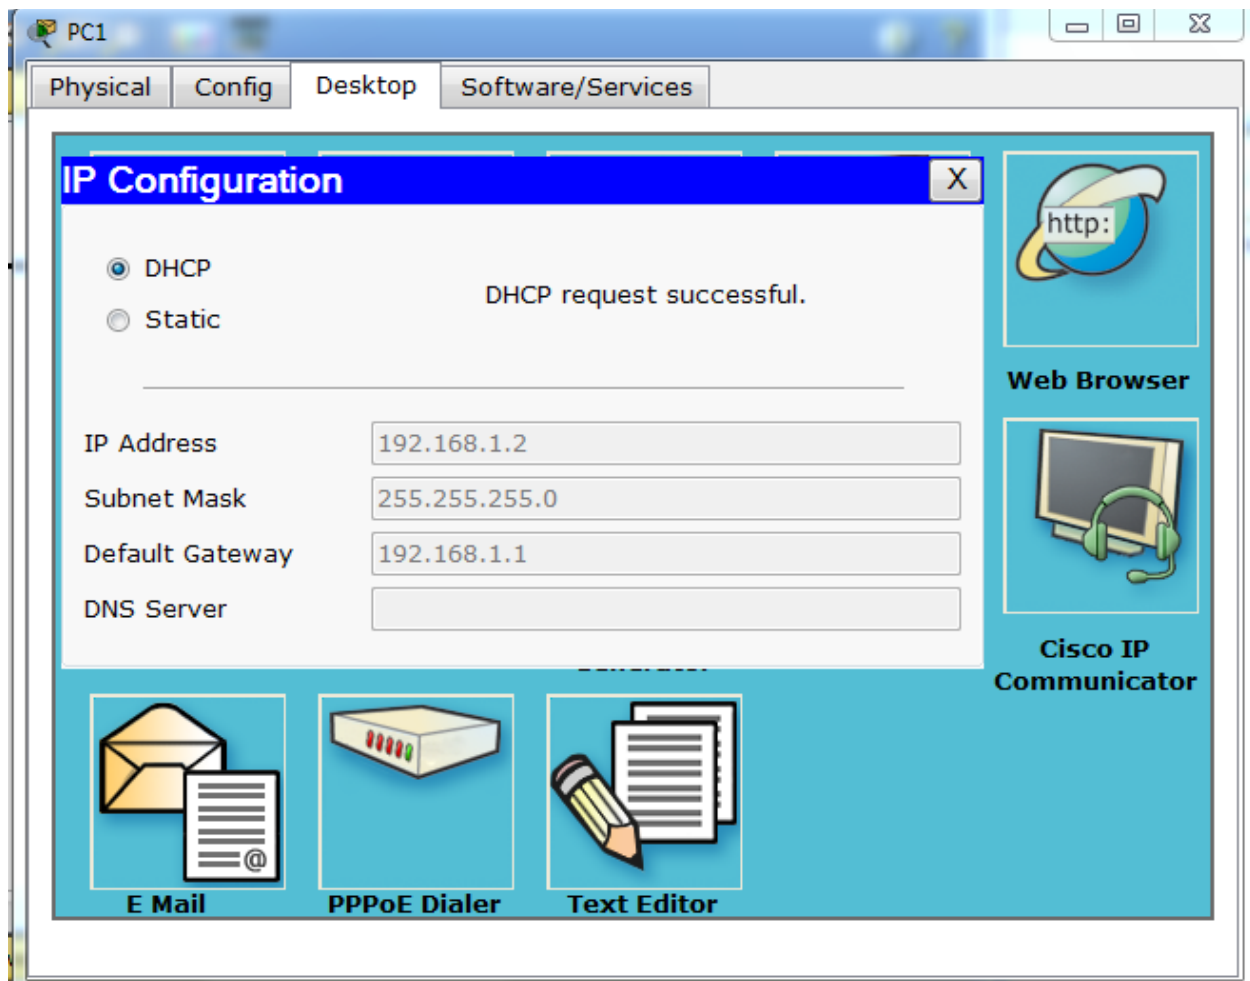 PC1
Physical Config Desktop Software/Services
IP Configuration X
DHCP
DHCP request successful.
Static
IP Address 192.168.1.2
Subnet Mask 255.255.255.0
Default Gateway 192.168.1.1
DNS Server
http:
Web Browser
Cisco IP
Communicator
@
E Mail PPPoE Dialer Text Editor